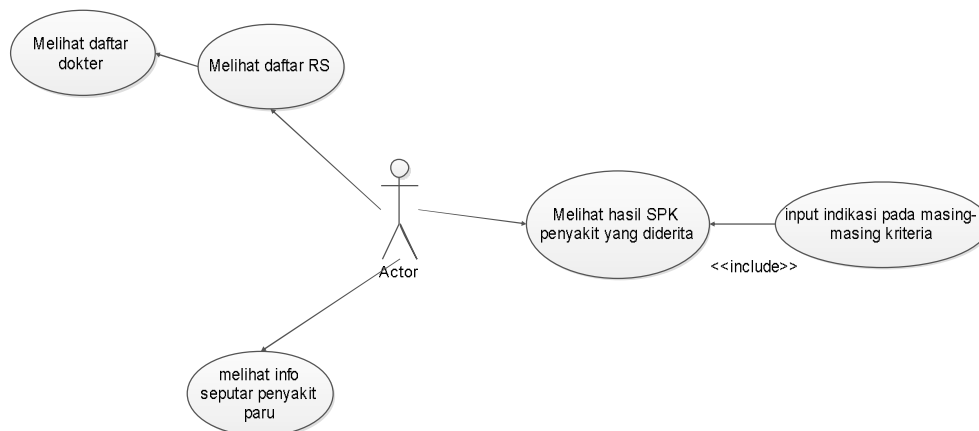 Melihat daftar
dokter
Melihat daftar RS
Melihat hasil SPK
penyakit yang diderita
input indikasi pada masing-
masing kriteria
<<include>>
Actor
melihat info
seputar penyakit
paru